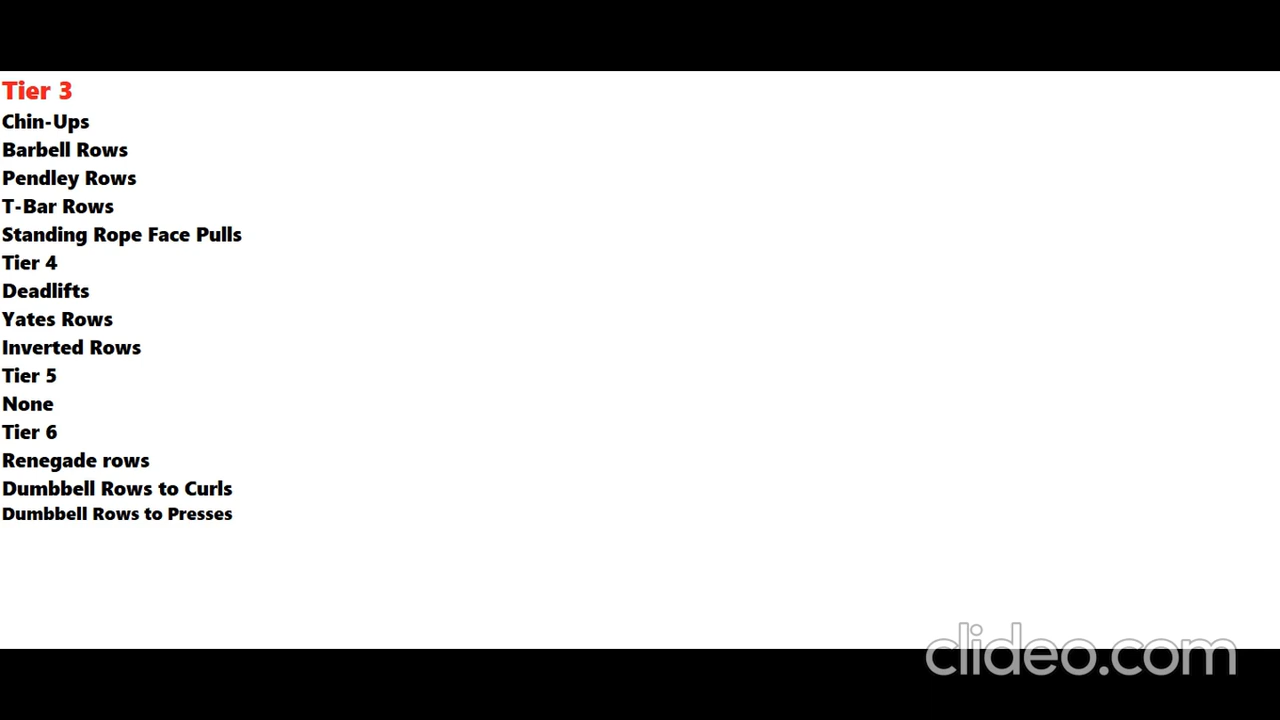 Tier 3
Chin-Ups
Barbell Rows
Pendley Rows
T-Bar Rows
Standing Rope Face Pulls
Tier 4
Deadlifts
Yates Rows
Inverted Rows
Tier 5
None
Tier 6
Renegade rows
Dumbbell Rows to Curls
Dumbbell Rows to Presses
clideo.com